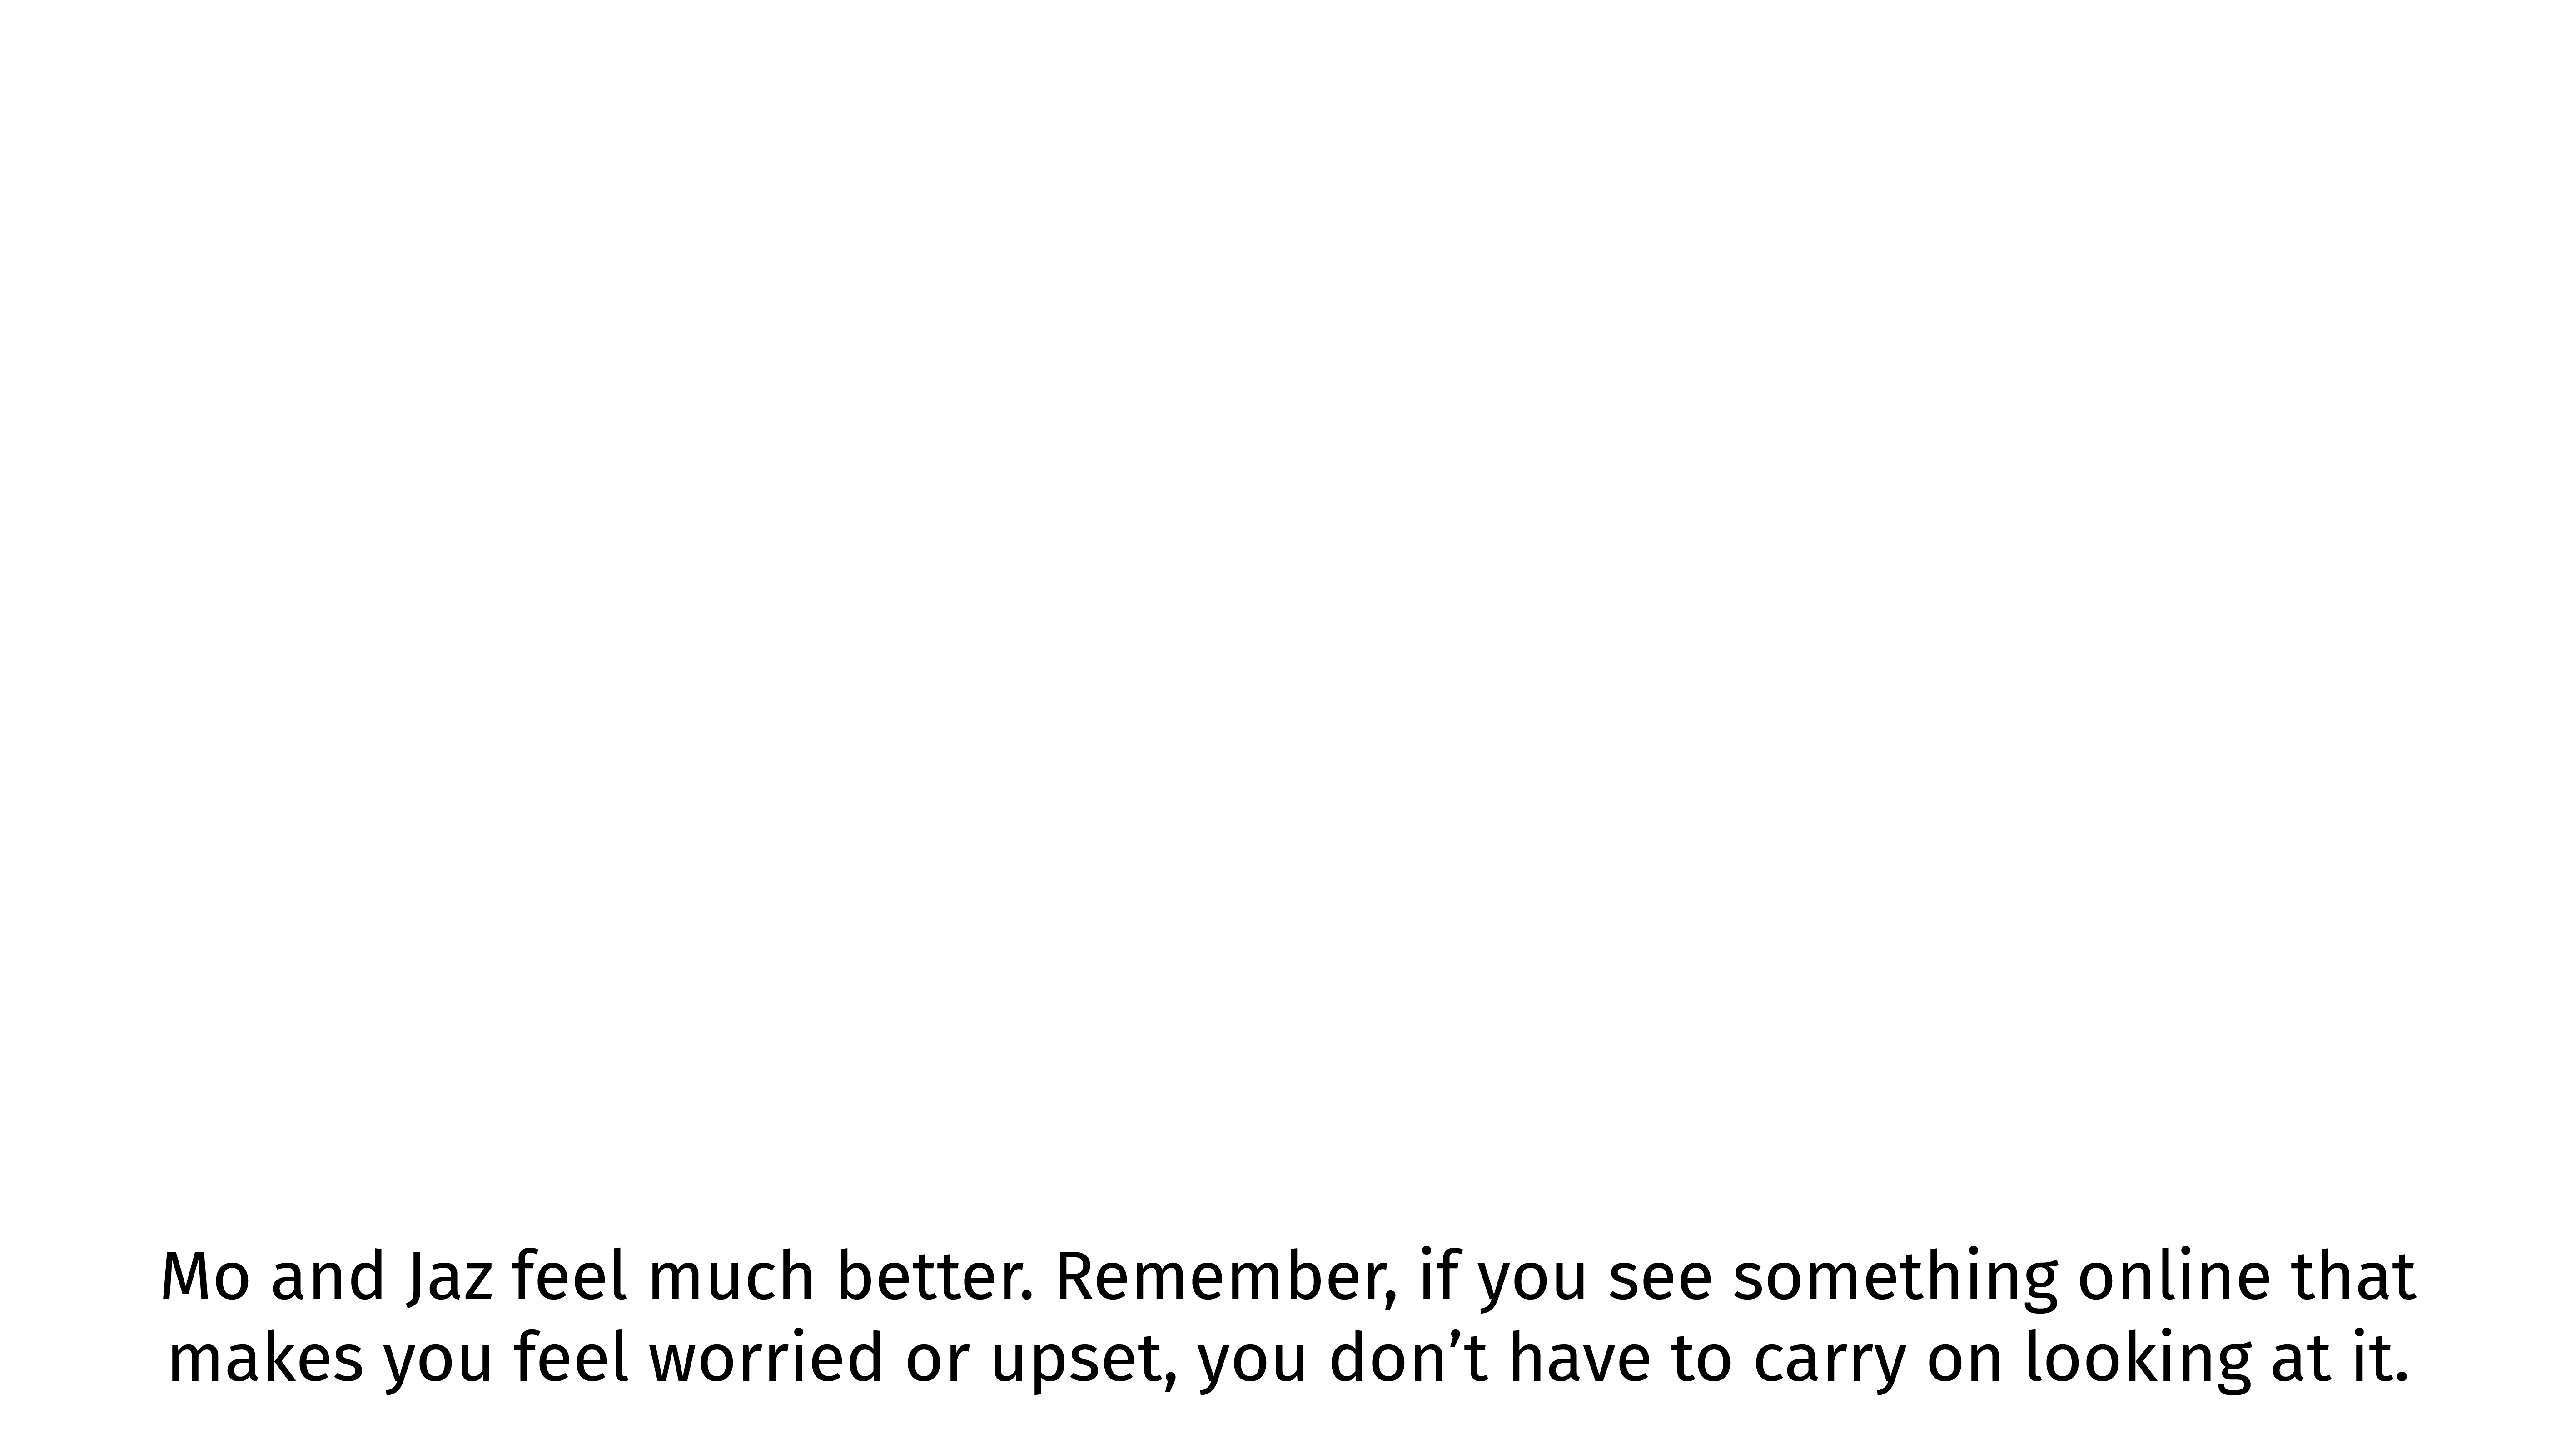 Mo and Jaz feel much better. Remember, if you see something online that
makes you feel worried or upset, you don’t have to carry on looking at it.